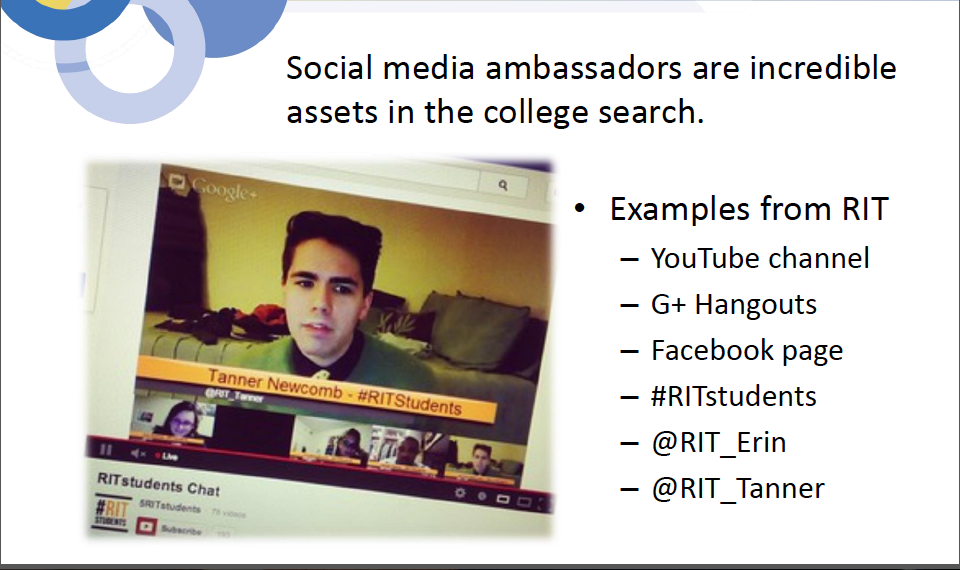 Social media ambassadors are incredible
assets in the college search.
Google+
Tanner Newcomb - #RITStudents
@RIT_Tanner
Live
RITstudents Chat
#RIT
STUDENTS
5RITstudents 79 videos
Subscribe
• Examples from RIT
– YouTube channel
– G+ Hangouts
– Facebook page
– #RITstudents
– @RIT_Erin
– @RIT_Tanner